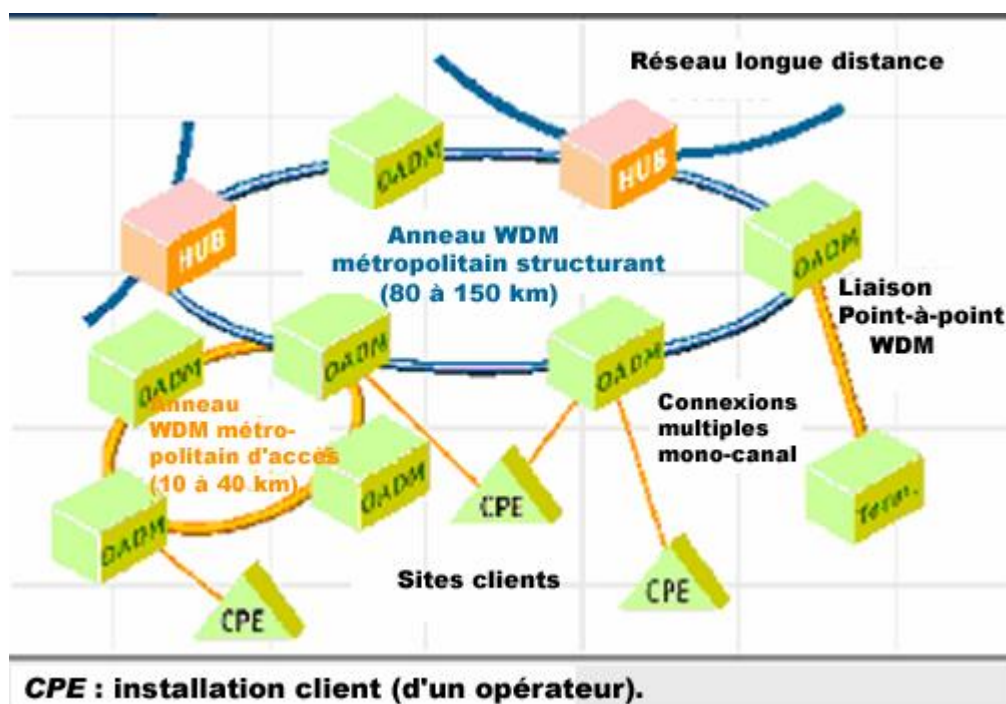 Réseau longue distance
OADM
HUB
HUB
OADM
Anneau WDM
métropolitain structurant
(80 à 150 km)
Liaison
Point-à-point
WDM
OADM
OADM
OADM
Anneau
WDM métro-
politain d'accès
(10 à 40 km)
Connexions
multiples
mono-canal
OADM
CPE
Term.
OADM
Sites clients
CPE
CPE
CPE : installation client (d'un opérateur).